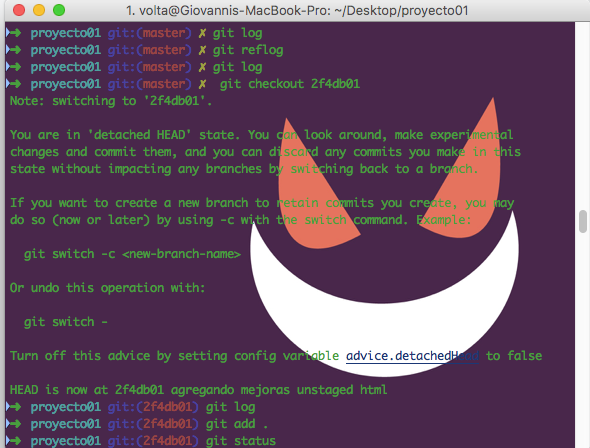 1. volta@Giovannis-MacBook-Pro: ~/Desktop/proyecto01
➜ proyecto01 git:(master) ✗ git log
➜ proyecto01 git:(master) ✗ git reflog
➜ proyecto01 git:(master) ✗ git log
➜ proyecto01 git:(master) ✗  git checkout 2f4db01
Note: switching to '2f4db01'.
You are in 'detached HEAD' state. You can look around, make experimental
changes and commit them, and you can discard any commits you make in this
state without impacting any branches by switching back to a branch.
If you want to create a new branch to retain commits you create, you may
do so (now or later) by using -c with the switch command. Example:
git switch -c <new-branch-name>
Or undo this operation with:
git switch -
Turn off this advice by setting config variable advice.detachedHead to false
HEAD is now at 2f4db01 agregando mejoras unstaged html
➜ proyecto01 git:(2f4db01) git log
➜ proyecto01 git:(2f4db01) git add .
➜ proyecto01 git:(2f4db01) git status